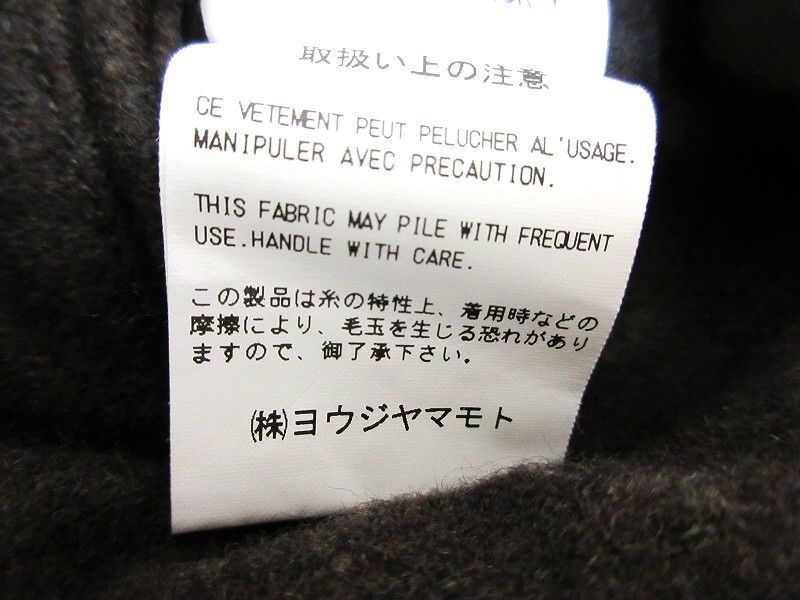 取扱い上の注意
CE VETEMENT PEUT PELUCHER AL'USAGE.
MANIPULER AVEC PRECAUTION.
THIS FABRIC MAY PILE WITH FREQUENT
USE.HANDLE WITH CARE.
この製品は糸の特性上、着用時などの
摩擦により、毛玉を生じる恐れがあり
ますので、御了承下さい。
㈱ヨウジヤマモト